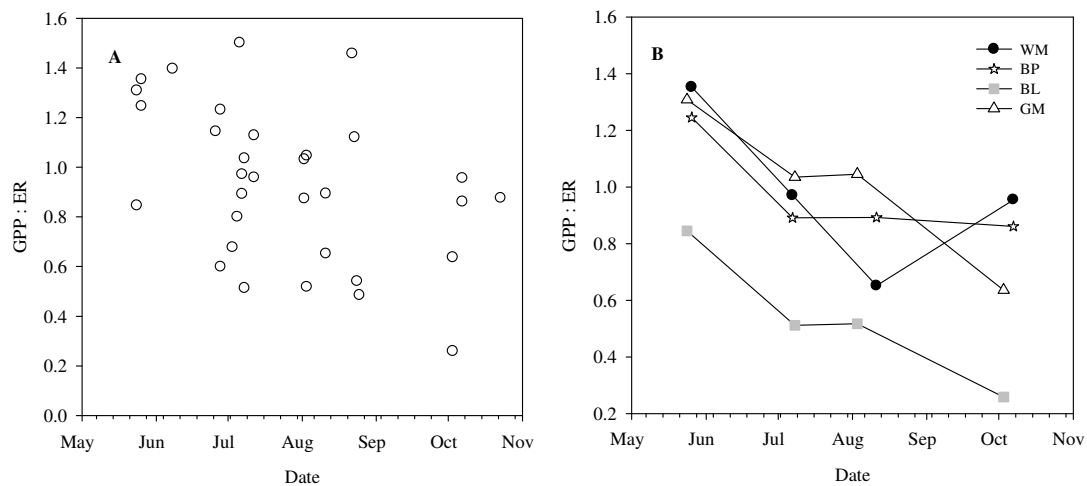 A
GPP : ER
1.6
1.4
1.2
1.0
0.8
0.6
0.4
0.2
0.0
May Jun Jul Aug Sep Oct Nov
Date
B
WM
BP
BL
GM
GPP : ER
1.6
1.4
1.2
1.0
0.8
0.6
0.4
0.2
May Jun Jul Aug Sep Oct Nov
Date